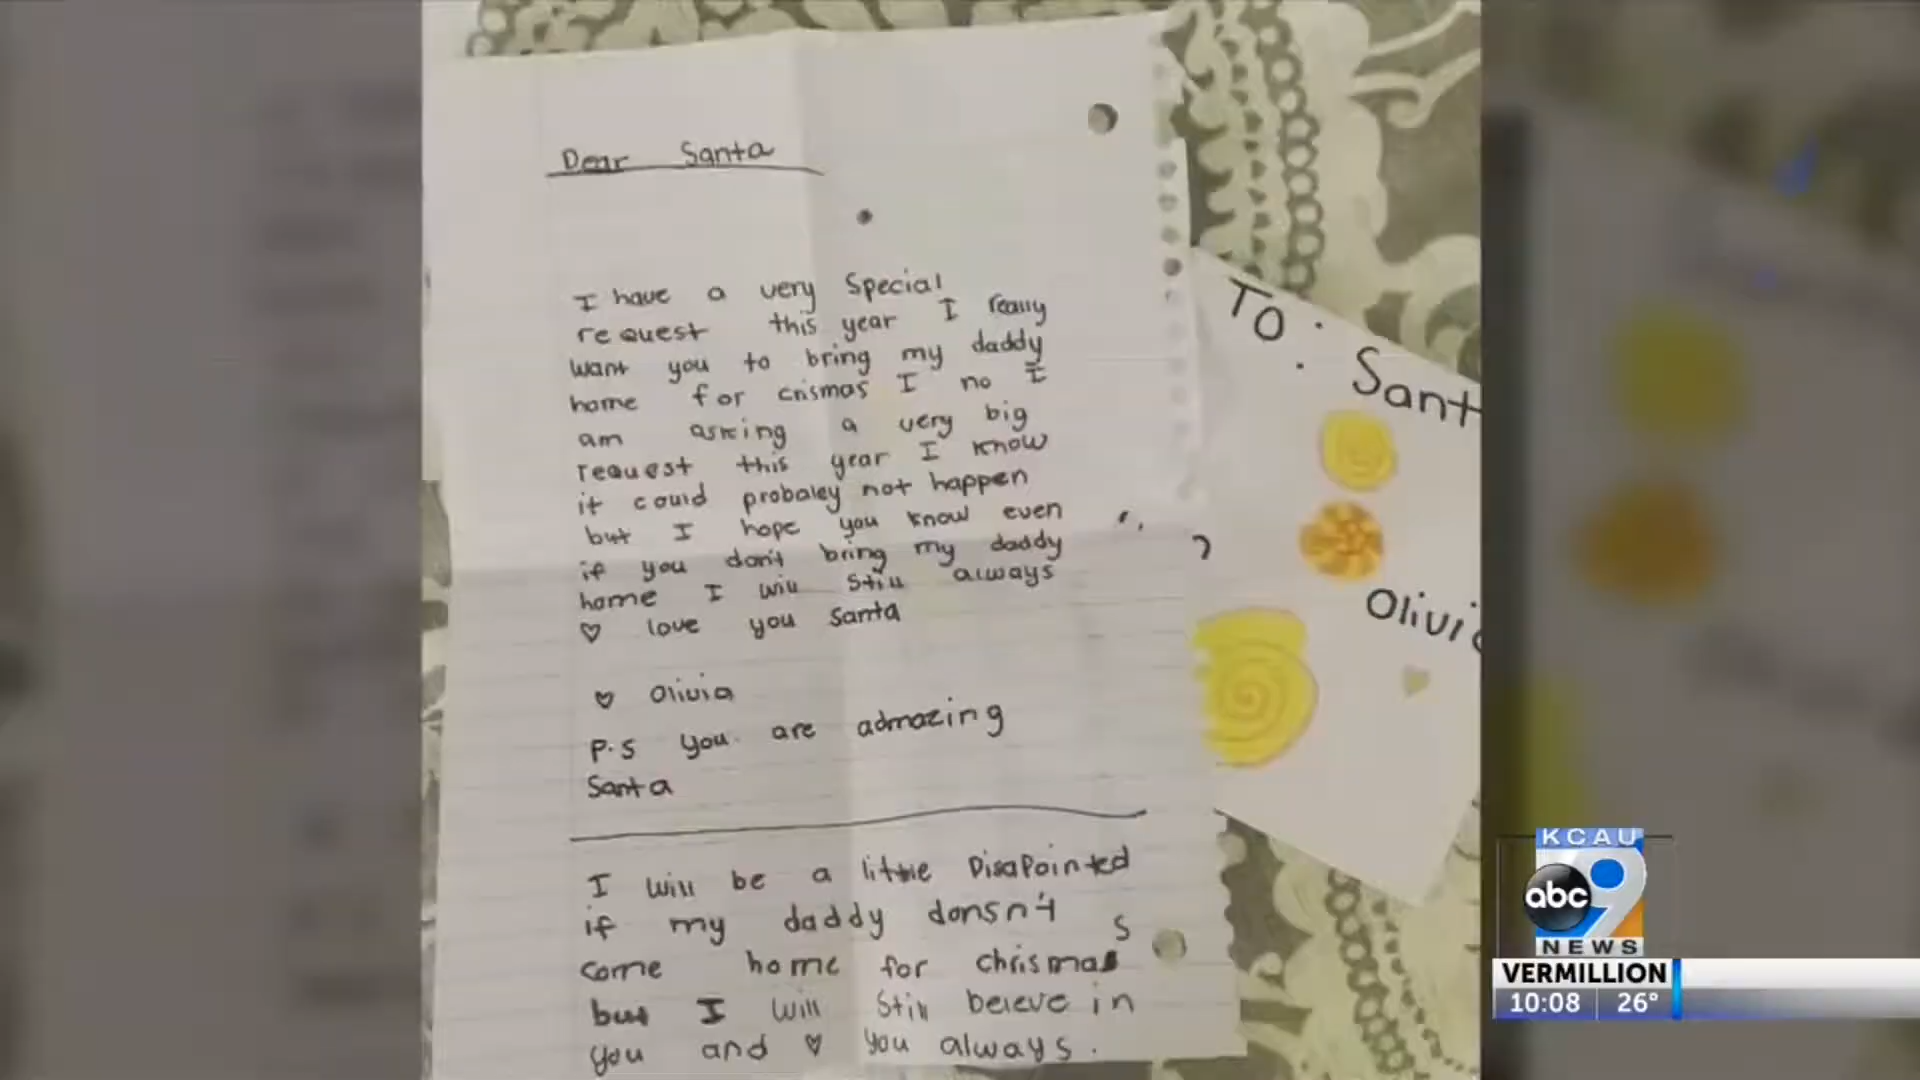 Dear Santa
I have a very Special
request this year I really
want you to bring my daddy
home for crismas I no I
am asking a very big
request this year I know
it could probaley not happen
but I hope you know even
if you don't bring my daddy
home I will still always
♡ love you Santa
♡ Olivia
P.S you are admazing
Santa
I will be a little Disapointed
if my daddy donsn't
come home for chrismas
but I will still beleve in
you and ♡ you always.
TO: Sant
Olivia
KCAU
abc 9
NEWS
VERMILLION
10:08 26°